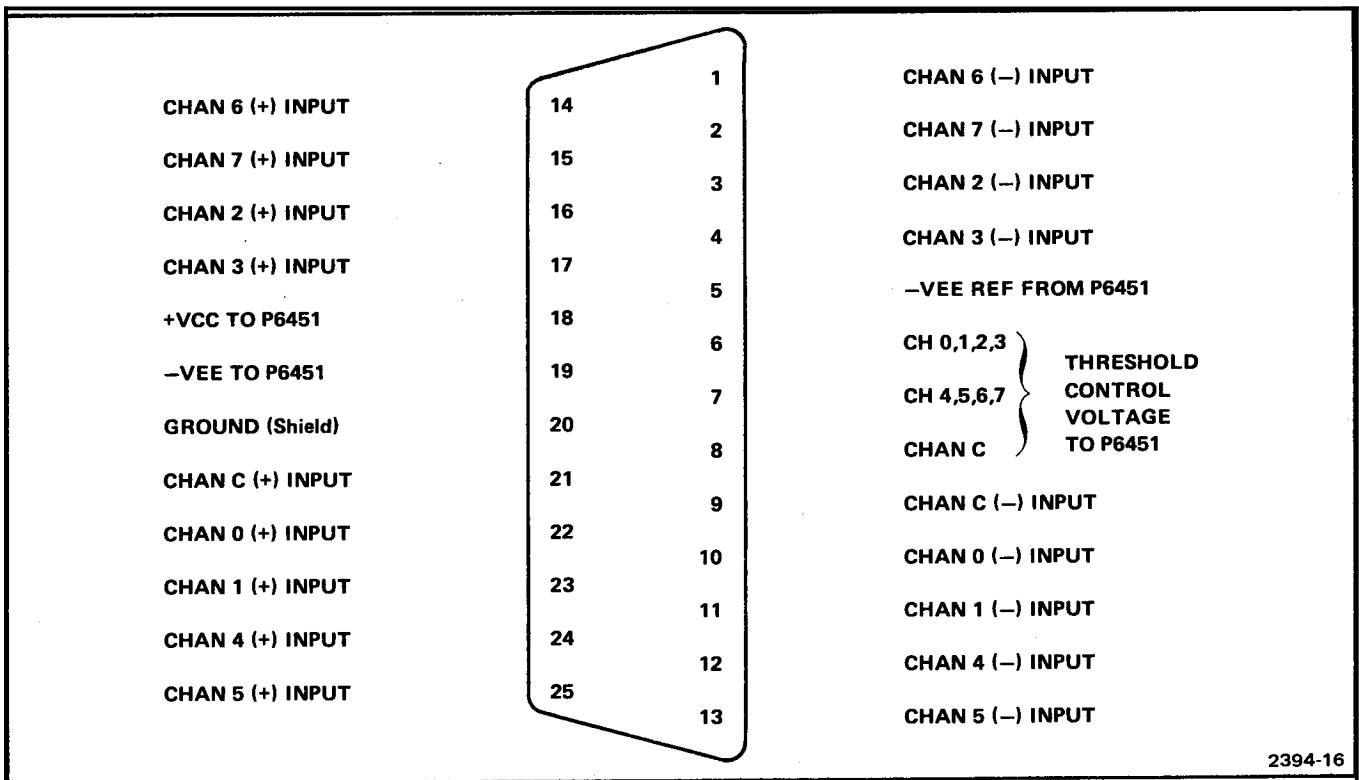 1 CHAN 6 (–) INPUT
CHAN 6 (+) INPUT 14
2 CHAN 7 (–) INPUT
CHAN 7 (+) INPUT 15
3 CHAN 2 (–) INPUT
CHAN 2 (+) INPUT 16
4 CHAN 3 (–) INPUT
CHAN 3 (+) INPUT 17
5 –VEE REF FROM P6451
+VCC TO P6451 18
6 CH 0,1,2,3
THRESHOLD
–VEE TO P6451 19
7 CH 4,5,6,7 CONTROL
VOLTAGE
GROUND (Shield) 20
8 CHAN C TO P6451
CHAN C (+) INPUT 21
9 CHAN C (–) INPUT
CHAN 0 (+) INPUT 22
10 CHAN 0 (–) INPUT
CHAN 1 (+) INPUT 23
11 CHAN 1 (–) INPUT
CHAN 4 (+) INPUT 24
12 CHAN 4 (–) INPUT
CHAN 5 (+) INPUT 25
13 CHAN 5 (–) INPUT
2394-16